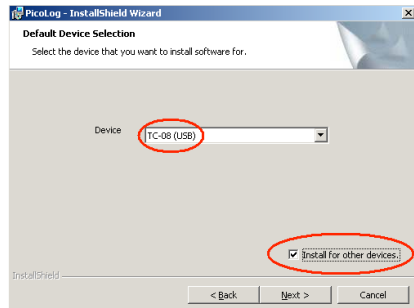 PicoLog - InstallShield Wizard
Default Device Selection
Select the device that you want to install software for.
Device
TC-08 (USB)
Install for other devices.
InstallShield
< Back
Next >
Cancel